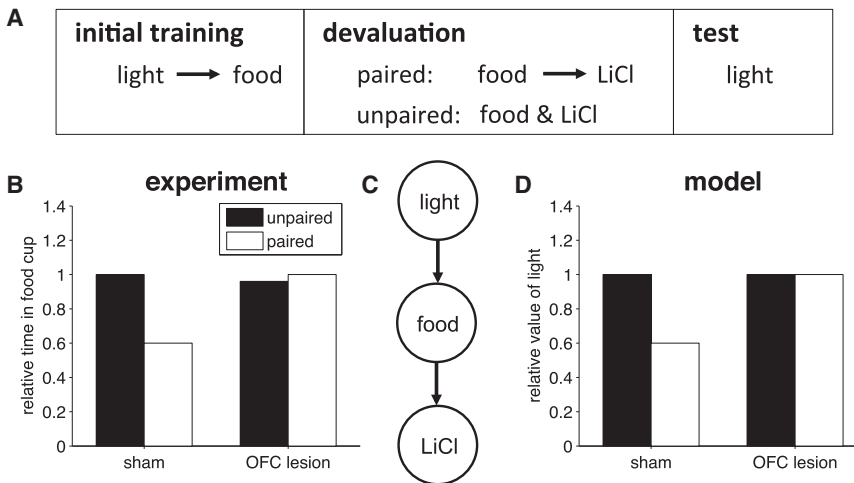 A
initial training
light food
devaluation
paired: food LiCl
unpaired: food & LiCl
test
light
B
experiment
unpaired
paired
relative time in food cup
1.4
1.2
1
0.8
0.6
0.4
0.2
0
sham OFC lesion
C
light
food
LiCl
D
model
relative value of light
1.4
1.2
1
0.8
0.6
0.4
0.2
0
sham OFC lesion